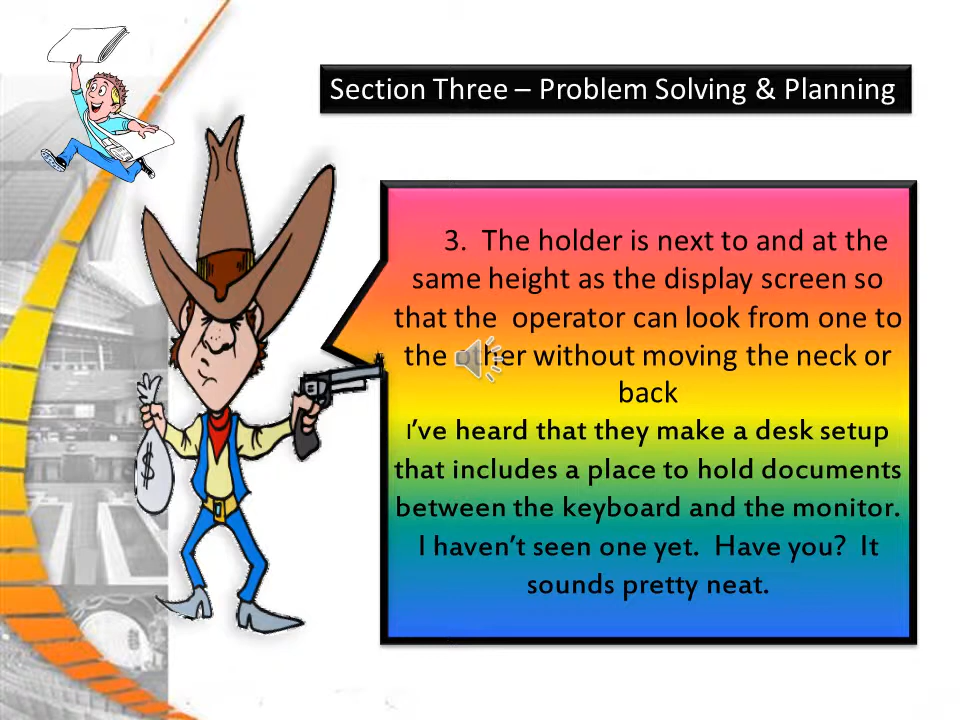 Section Three – Problem Solving & Planning
3. The holder is next to and at the
same height as the display screen so
that the operator can look from one to
the other without moving the neck or
back
I’ve heard that they make a desk setup
that includes a place to hold documents
between the keyboard and the monitor.
I haven’t seen one yet. Have you? It
sounds pretty neat.
$